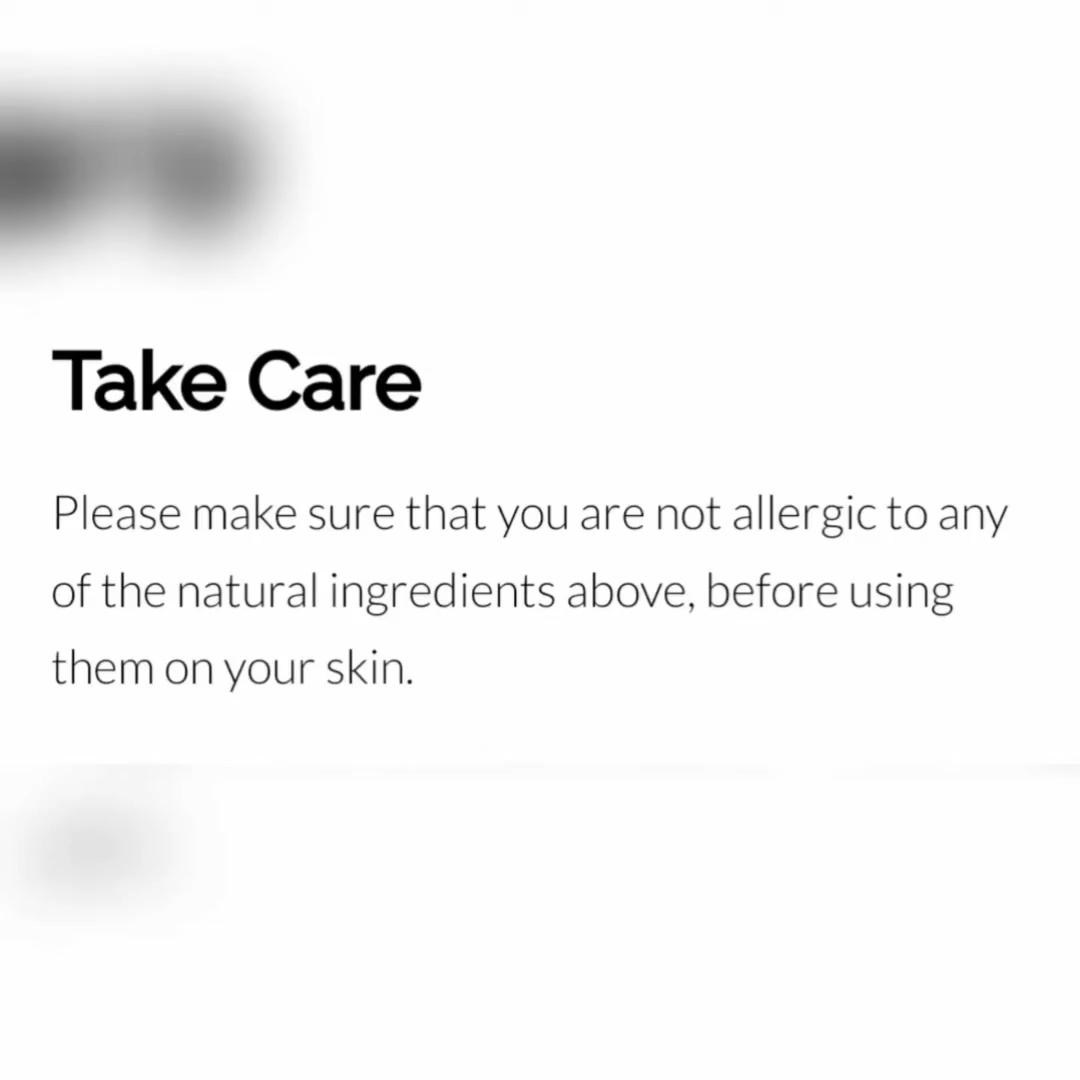 Take Care
Please make sure that you are not allergic to any
of the natural ingredients above, before using
them on your skin.